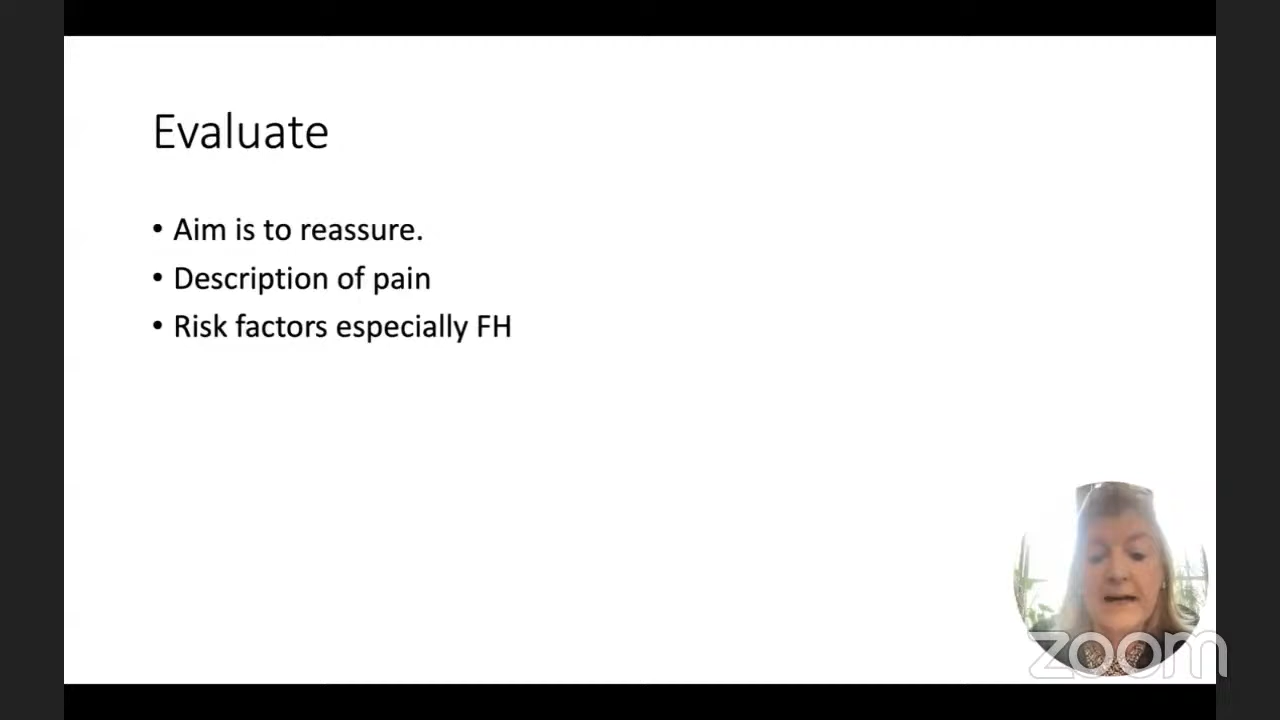 Evaluate
• Aim is to reassure.
• Description of pain
• Risk factors especially FH
zoom